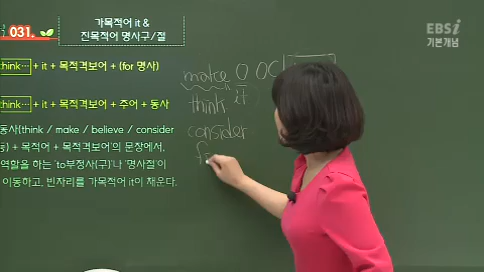 031.
가목적어 it &
진목적어 명사구/절
EBSi
기본개념
think… + it + 목적격보어 + (for 명사)
think… + it + 목적격보어 + 주어 + 동사
동사(think / make / believe / consider
+ 목적어 + 목적격보어'의 문장에서,
역할을 하는 'to부정사(구)'나 '명사절'이
이동하고, 빈자리를 가목적어 it이 채운다.
make O OC
think it
consider
f